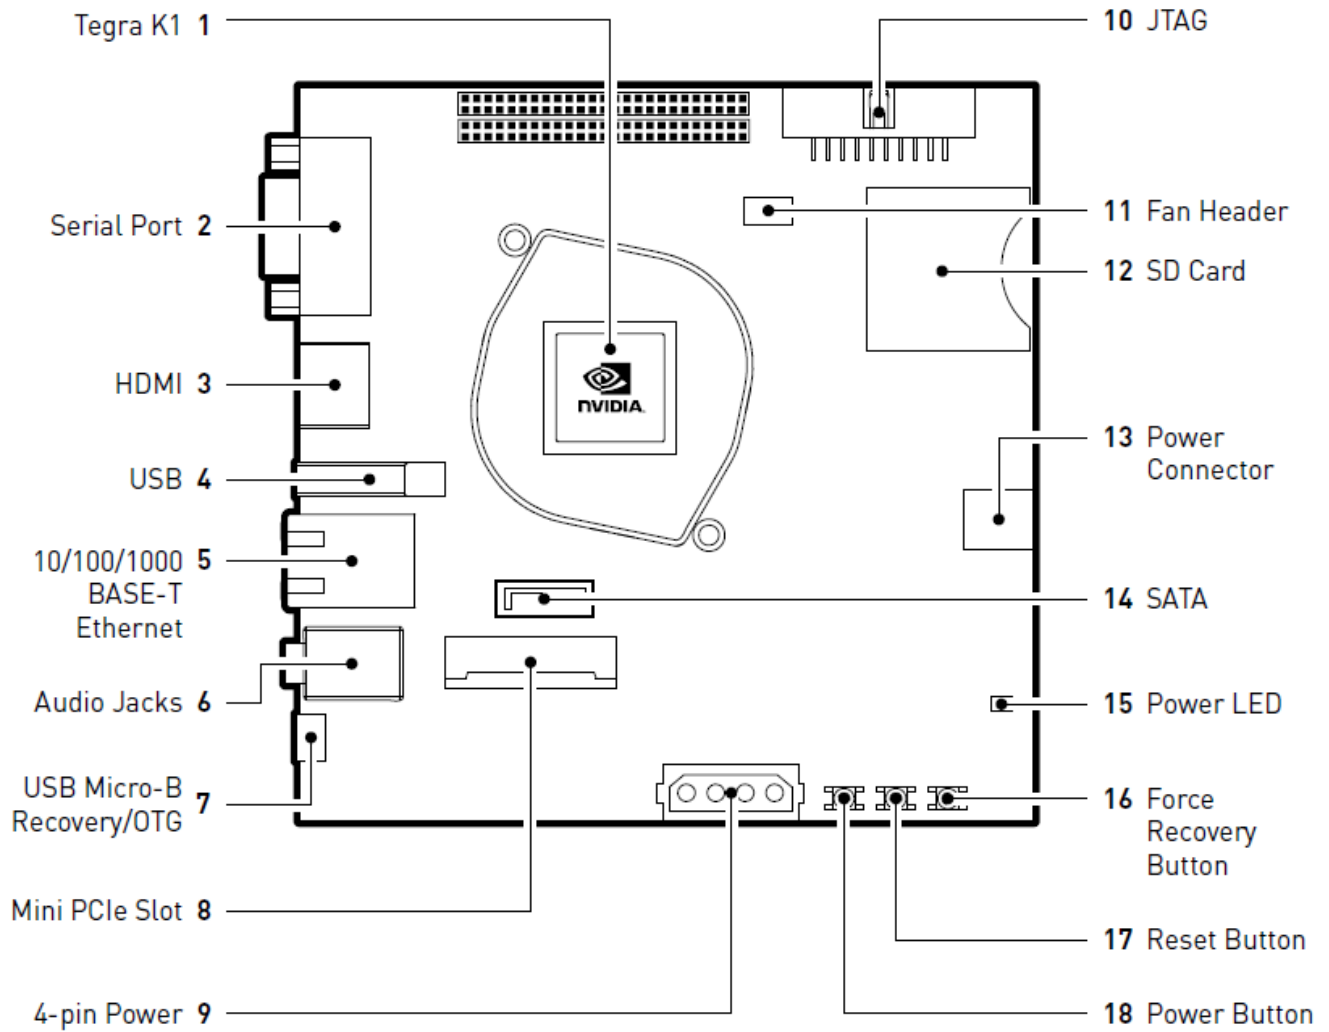 Tegra K1 1
Serial Port 2
HDMI 3
USB 4
10/100/1000 5
BASE-T
Ethernet
Audio Jacks 6
USB Micro-B 7
Recovery/OTG
Mini PCIe Slot 8
4-pin Power 9
NVIDIA.
10 JTAG
11 Fan Header
12 SD Card
13 Power
Connector
14 SATA
15 Power LED
16 Force
Recovery
Button
17 Reset Button
18 Power Button